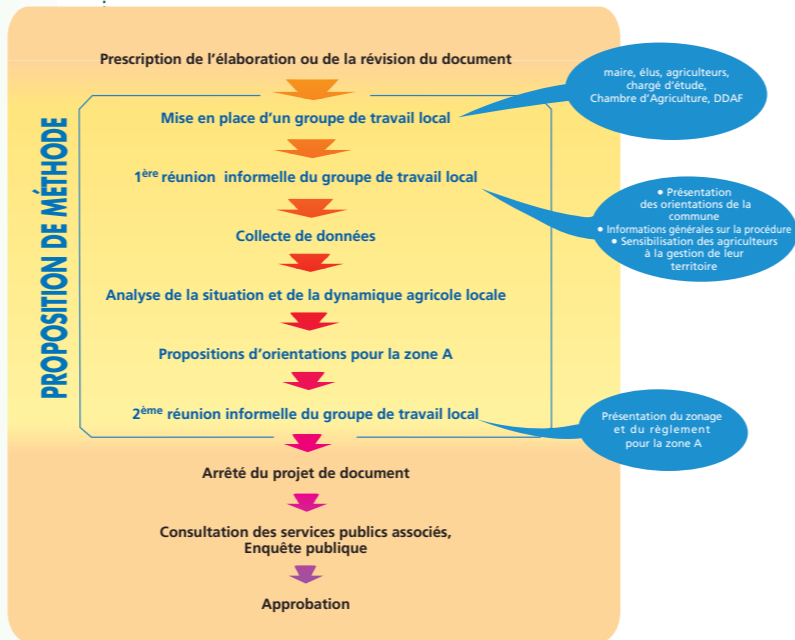 Prescription de l'élaboration ou de la révision du document
PROPOSITION DE MÉTHODE
Mise en place d'un groupe de travail local
maire, élus, agriculteurs,
chargé d'étude,
Chambre d'Agriculture, DDAF
1ère réunion informelle du groupe de travail local
• Présentation
des orientations de la
commune
• Informations générales sur la procédure
• Sensibilisation des agriculteurs
à la gestion de leur
territoire
Collecte de données
Analyse de la situation et de la dynamique agricole locale
Propositions d'orientations pour la zone A
2ème réunion informelle du groupe de travail local
Présentation du zonage
et du règlement
pour la zone A
Arrêté du projet de document
Consultation des services publics associés,
Enquête publique
Approbation